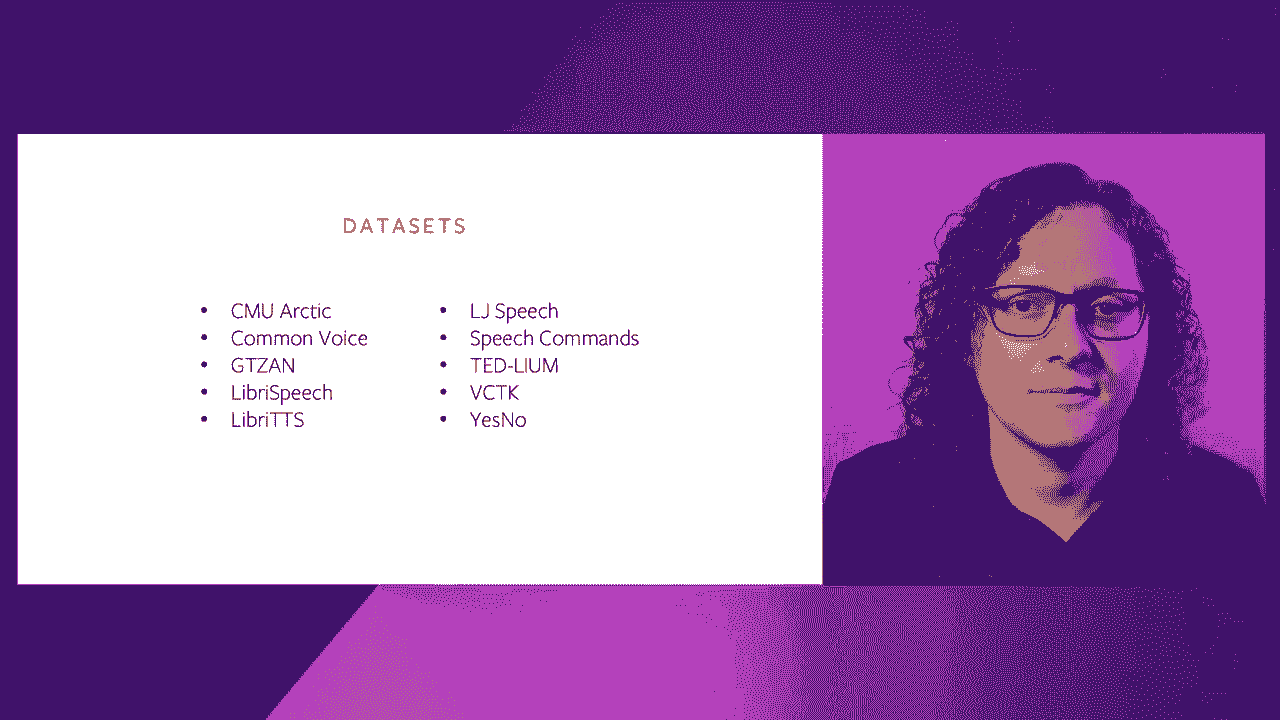 DATASETS
• CMU Arctic
• Common Voice
• GTZAN
• LibriSpeech
• LibriTTS
• LJ Speech
• Speech Commands
• TED-LIUM
• VCTK
• YesNo